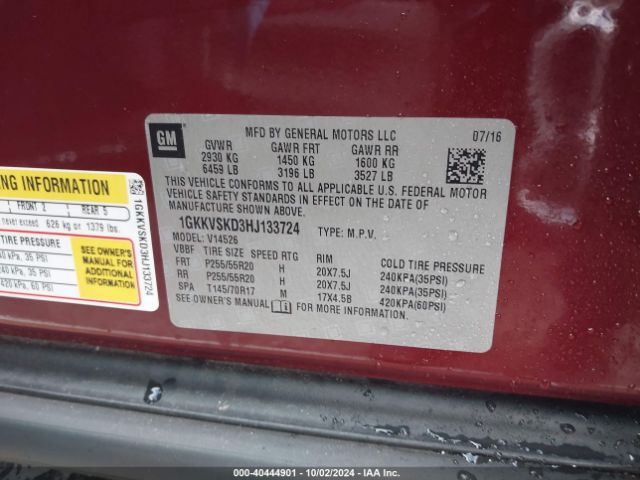 GM
MFD BY GENERAL MOTORS LLC 07/16
GVWR GAWR FRT GAWR RR
2930 KG 1450 KG 1600 KG
6459 LB 3196 LB 3527 LB
THIS VEHICLE CONFORMS TO ALL APPLICABLE U.S. FEDERAL MOTOR
VEHICLE SAFETY STANDARDS IN EFFECT ON THE DATE OF
MANUFACTURE SHOWN ABOVE.
1GKKVSKD3HJ133724 TYPE: M.P.V.
MODEL: V14526
VBBF TIRE SIZE SPEED RTG RIM COLD TIRE PRESSURE
FRT P255/55R20 H 20X7.5J 240KPA(35PSI)
RR P255/55R20 H 20X7.5J 240KPA(35PSI)
SPA T145/70R17 M 17X4.5B 420KPA(60PSI)
SEE OWNER'S MANUAL FOR MORE INFORMATION.
NG INFORMATION
FRONT 2 REAR 5
never exceed 626 kg or 1379 lbs.
TIRE PRESSURE
40 kPa, 35 PSI
240 kPa, 35 PSI
420 kPa, 60 PSI
SEE OWNER'S
MANUAL FOR
ADDITIONAL
INFORMATION
1GKKVSKD3HJ133724
000-40444901 - 10/02/2024 - IAAI.COM